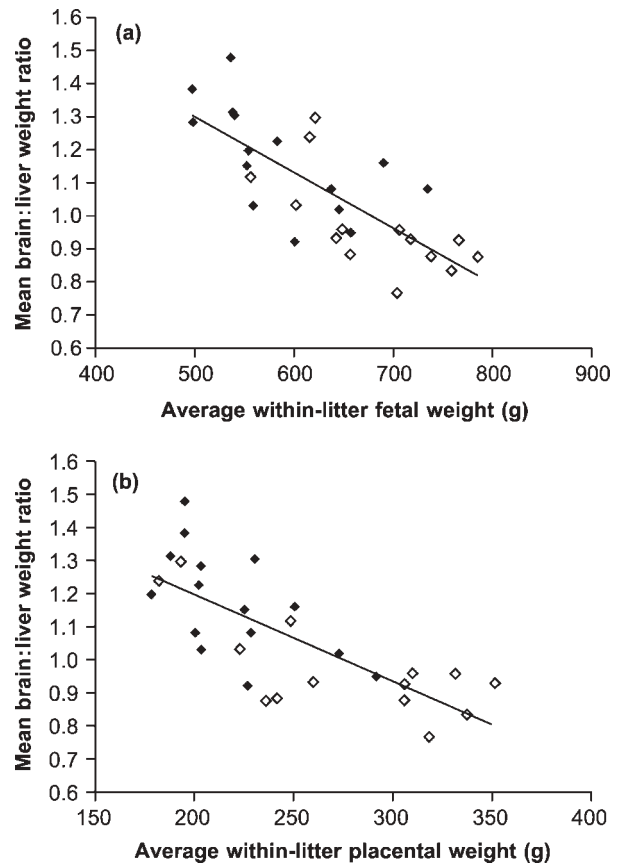 (a)
Mean brain:liver weight ratio
1.6
1.5
1.4
1.3
1.2
1.1
1.0
0.9
0.8
0.7
0.6
400 500 600 700 800 900
Average within-litter fetal weight (g)
(b)
Mean brain:liver weight ratio
1.6
1.5
1.4
1.3
1.2
1.1
1.0
0.9
0.8
0.7
0.6
150 200 250 300 350 400
Average within-litter placental weight (g)